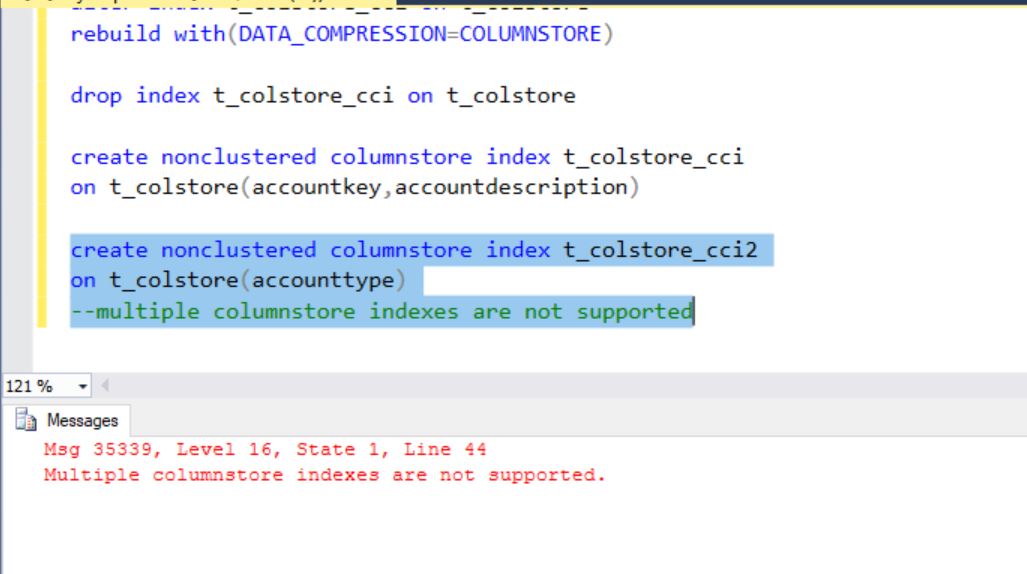 rebuild with(DATA_COMPRESSION=COLUMNSTORE)
drop index t_colstore_cci on t_colstore
create nonclustered columnstore index t_colstore_cci
on t_colstore(accountkey,accountdescription)
create nonclustered columnstore index t_colstore_cci2
on t_colstore(accounttype)
--multiple columnstore indexes are not supported
121 %
Messages
Msg 35339, Level 16, State 1, Line 44
Multiple columnstore indexes are not supported.